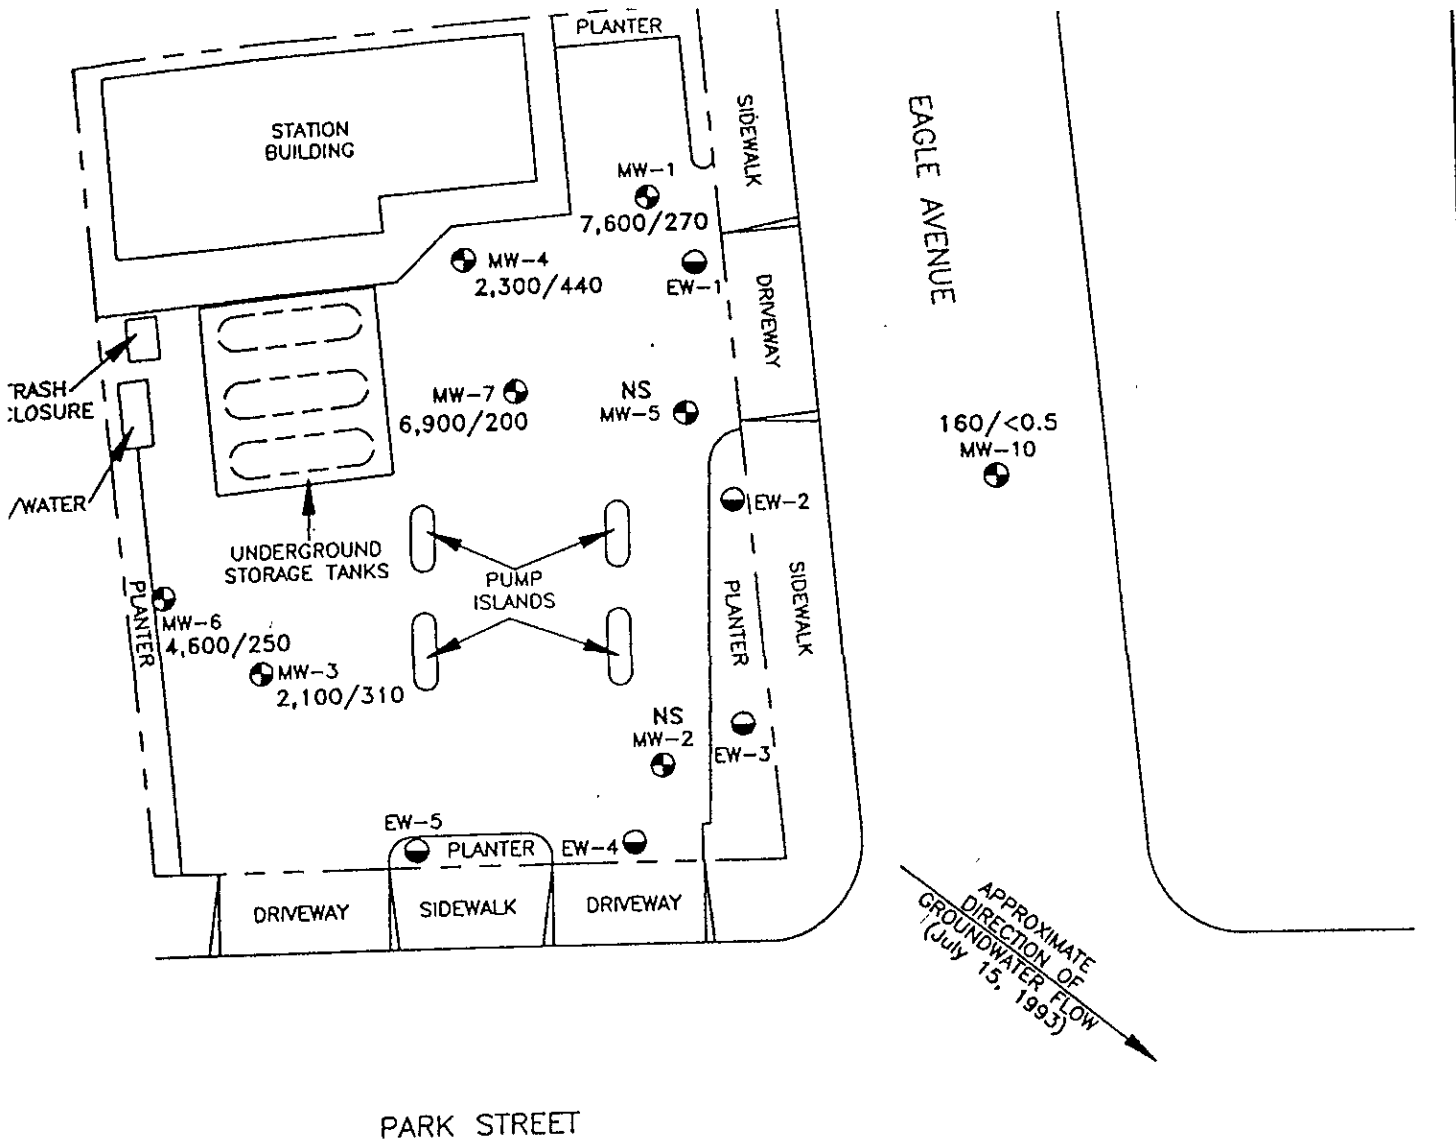 PLANTER
STATION
BUILDING
SIDEWALK
EAGLE AVENUE
MW-1
7,600/270
MW-4
2,300/440
EW-1
DRIVEWAY
TRASH
CLOSURE
MW-7
6,900/200
NS
MW-5
160/<0.5
MW-10
/WATER
EW-2
UNDERGROUND
STORAGE TANKS
PUMP
ISLANDS
PLANTER
SIDEWALK
PLANTER
MW-6
4,600/250
MW-3
2,100/310
NS
MW-2
EW-3
EW-5
PLANTER
EW-4
DRIVEWAY
SIDEWALK
DRIVEWAY
APPROXIMATE
DIRECTION OF
GROUNDWATER FLOW
(July 15, 1993)
PARK STREET